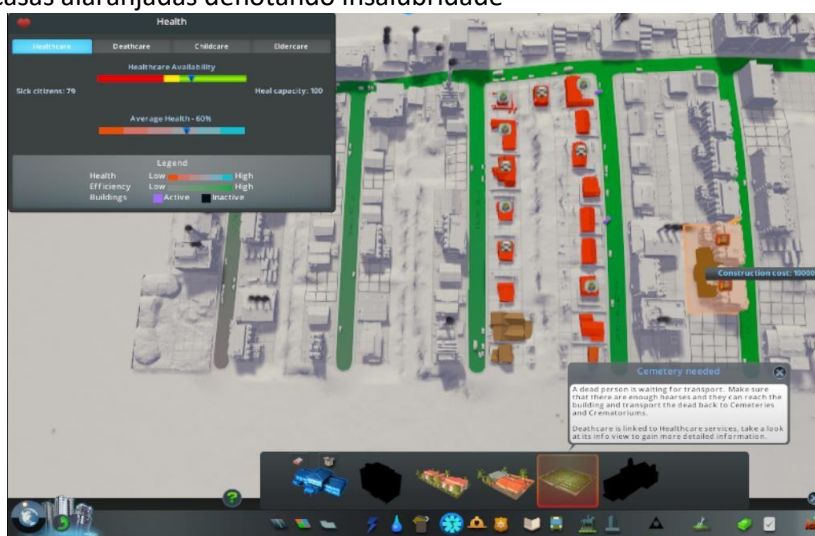 casas alaranjadas denotando insalubridade
Health
Healthcare Deathcare Childcare Eldercare
Healthcare Availability
Sick citizens: 79 Heal capacity: 100
Average Health - 60%
Legend
Health Low High
Efficiency Low High
Buildings Active Inactive
Construction cost: 10000
Cemetery needed
A dead person is waiting for transport. Make sure
that there are enough hearses and they can reach the
building and transport the dead back to Cemeteries
and Crematoriums.
Deathcare is linked to Healthcare services, take a look
at its info view to gain more detailed information.